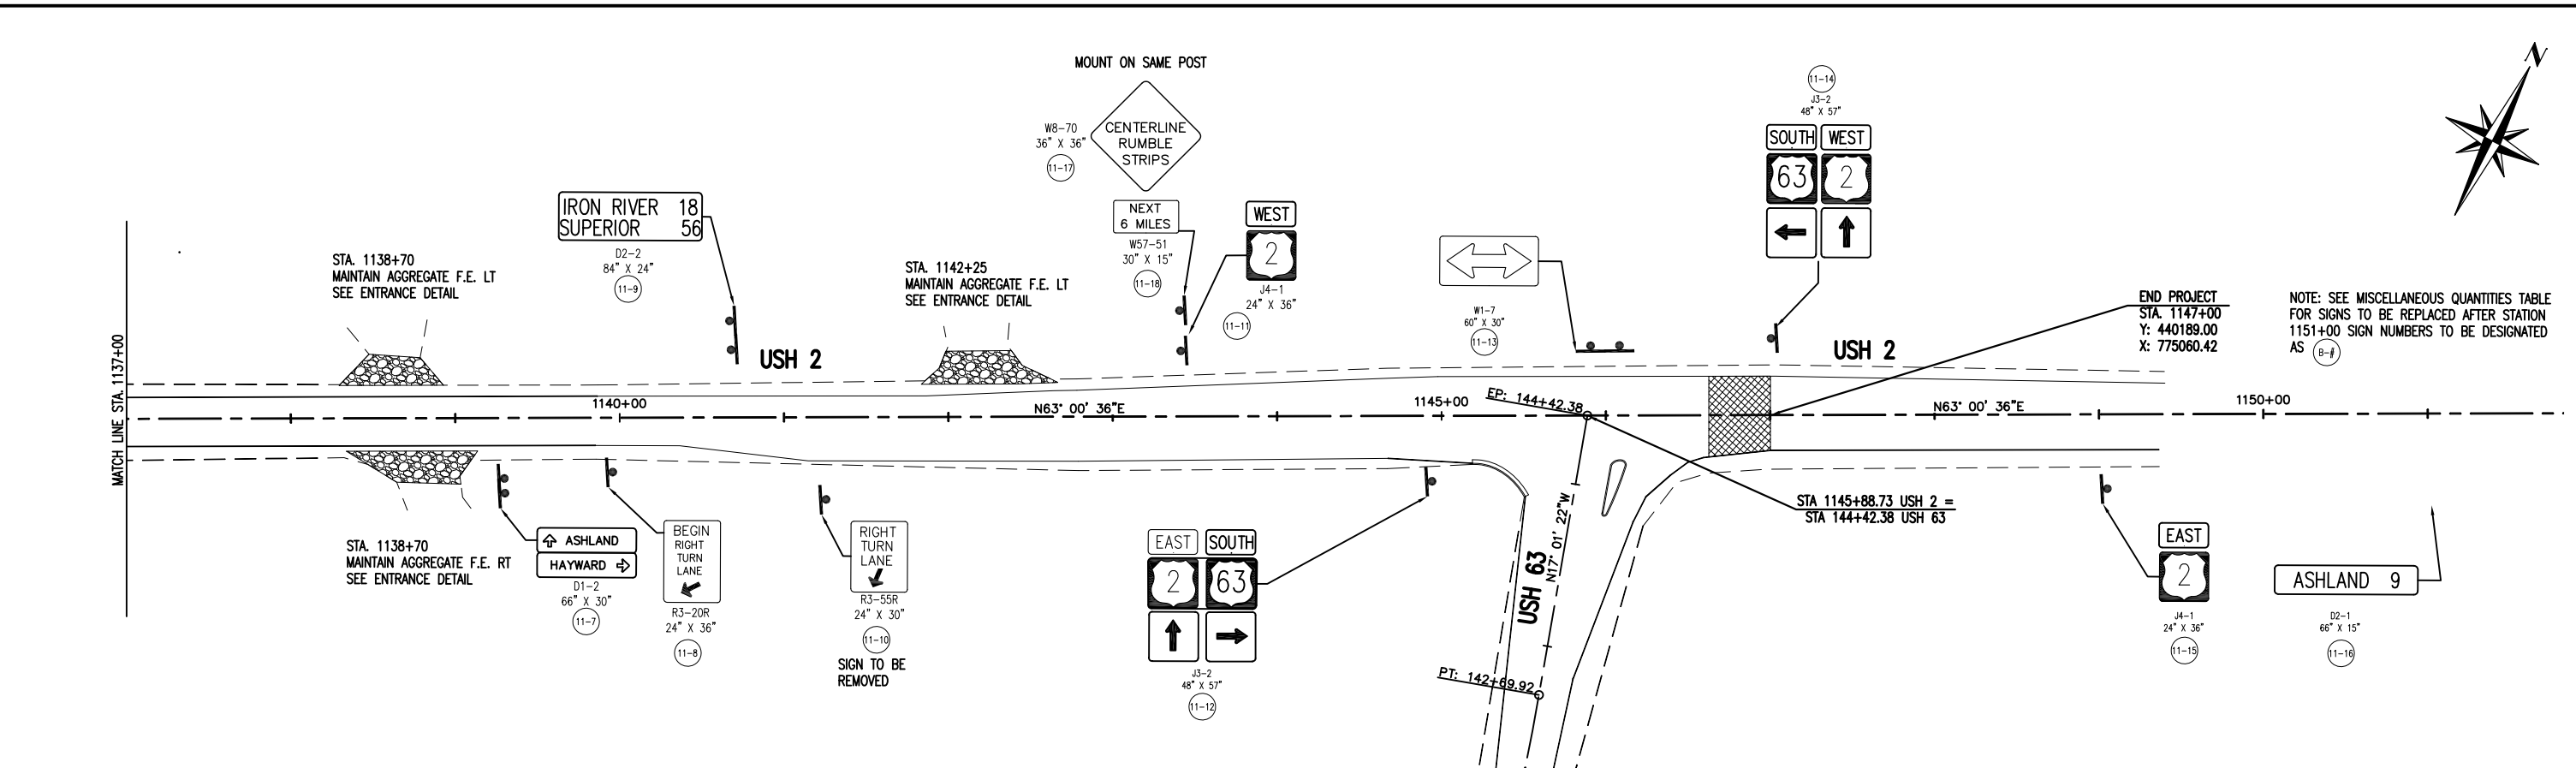 MOUNT ON SAME POST
CENTERLINE
RUMBLE
STRIPS
W8-70
36" X 36"
11-17
NEXT
6 MILES
W57-51
30" X 15"
11-18
WEST
2
J4-1
24" X 36"
11-11
11-14
J3-2
48" X 57"
SOUTH WEST
63 2
N
IRON RIVER 18
SUPERIOR 56
D2-2
84" X 24"
11-9
STA. 1138+70
MAINTAIN AGGREGATE F.E. LT
SEE ENTRANCE DETAIL
STA. 1142+25
MAINTAIN AGGREGATE F.E. LT
SEE ENTRANCE DETAIL
W1-7
60" X 30"
11-13
END PROJECT
STA. 1147+00
Y: 440189.00
X: 775060.42
NOTE: SEE MISCELLANEOUS QUANTITIES TABLE
FOR SIGNS TO BE REPLACED AFTER STATION
1151+00 SIGN NUMBERS TO BE DESIGNATED
AS B-#
MATCH LINE STA. 1137+00
USH 2
USH 2
1140+00
N63° 00' 36"E
1145+00
EP: 144+42.38
N63° 00' 36"E
1150+00
STA. 1138+70
MAINTAIN AGGREGATE F.E. RT
SEE ENTRANCE DETAIL
ASHLAND
HAYWARD
D1-2
66" X 30"
11-7
BEGIN
RIGHT
TURN
LANE
R3-20R
24" X 36"
11-8
RIGHT
TURN
LANE
R3-55R
24" X 30"
11-10
SIGN TO BE
REMOVED
EAST SOUTH
2 63
J3-2
48" X 57"
11-12
USH 63
N17° 01' 22"W
PT: 142+69.92
STA 1145+88.73 USH 2 =
STA 144+42.38 USH 63
EAST
2
J4-1
24" X 36"
11-15
ASHLAND 9
D2-1
66" X 15"
11-16